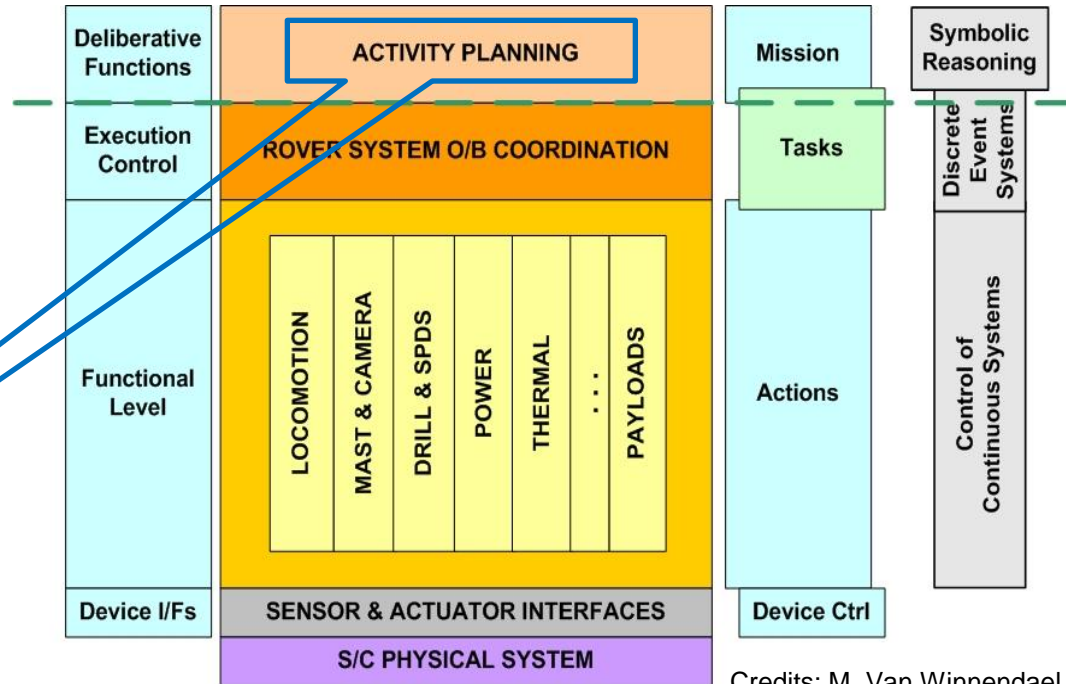 Deliberative
Functions
ACTIVITY PLANNING
Mission
Symbolic
Reasoning
Execution
Control
ROVER SYSTEM O/B COORDINATION
Tasks
Discrete
Event
Systems
Functional
Level
LOCOMOTION
MAST & CAMERA
DRILL & SPDS
POWER
THERMAL
. . .
PAYLOADS
Actions
Control of
Continuous Systems
Device I/Fs
SENSOR & ACTUATOR INTERFACES
Device Ctrl
S/C PHYSICAL SYSTEM
Credits: M. Van Winnendael